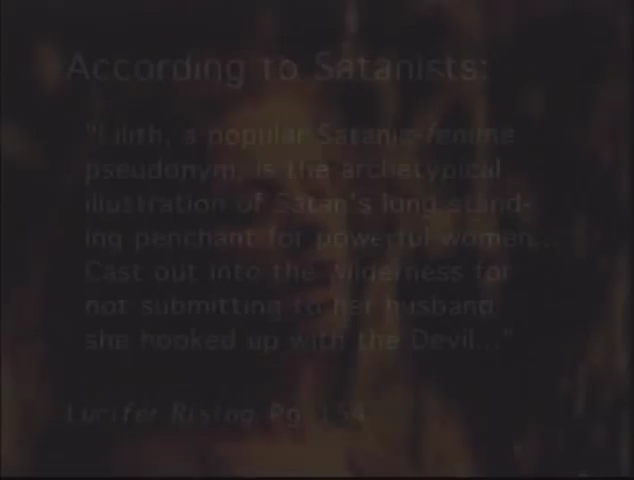 According to Satanists:
"Lilith, a popular Satanic-femme
pseudonym, is the archetypical
illustration of Satan's long stand-
ing penchant for powerful women...
Cast out into the wilderness for
not submitting to her husband
she hooked up with the Devil..."
Lucifer Rising Pg. 154